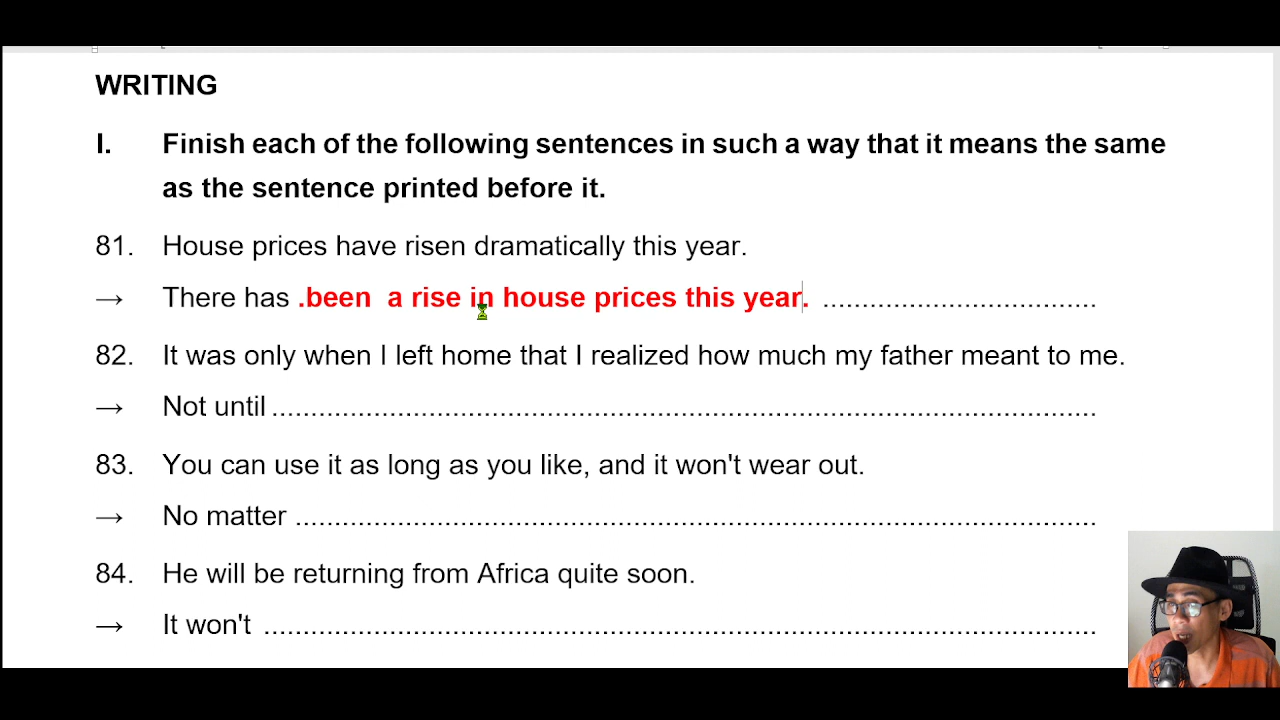 WRITING
I. Finish each of the following sentences in such a way that it means the same
as the sentence printed before it.
81. House prices have risen dramatically this year.
→ There has .been  a rise in house prices this year. ...................................
82. It was only when I left home that I realized how much my father meant to me.
→ Not until ..........................................................................................................
83. You can use it as long as you like, and it won't wear out.
→ No matter .......................................................................................................
84. He will be returning from Africa quite soon.
→ It won't ...........................................................................................................